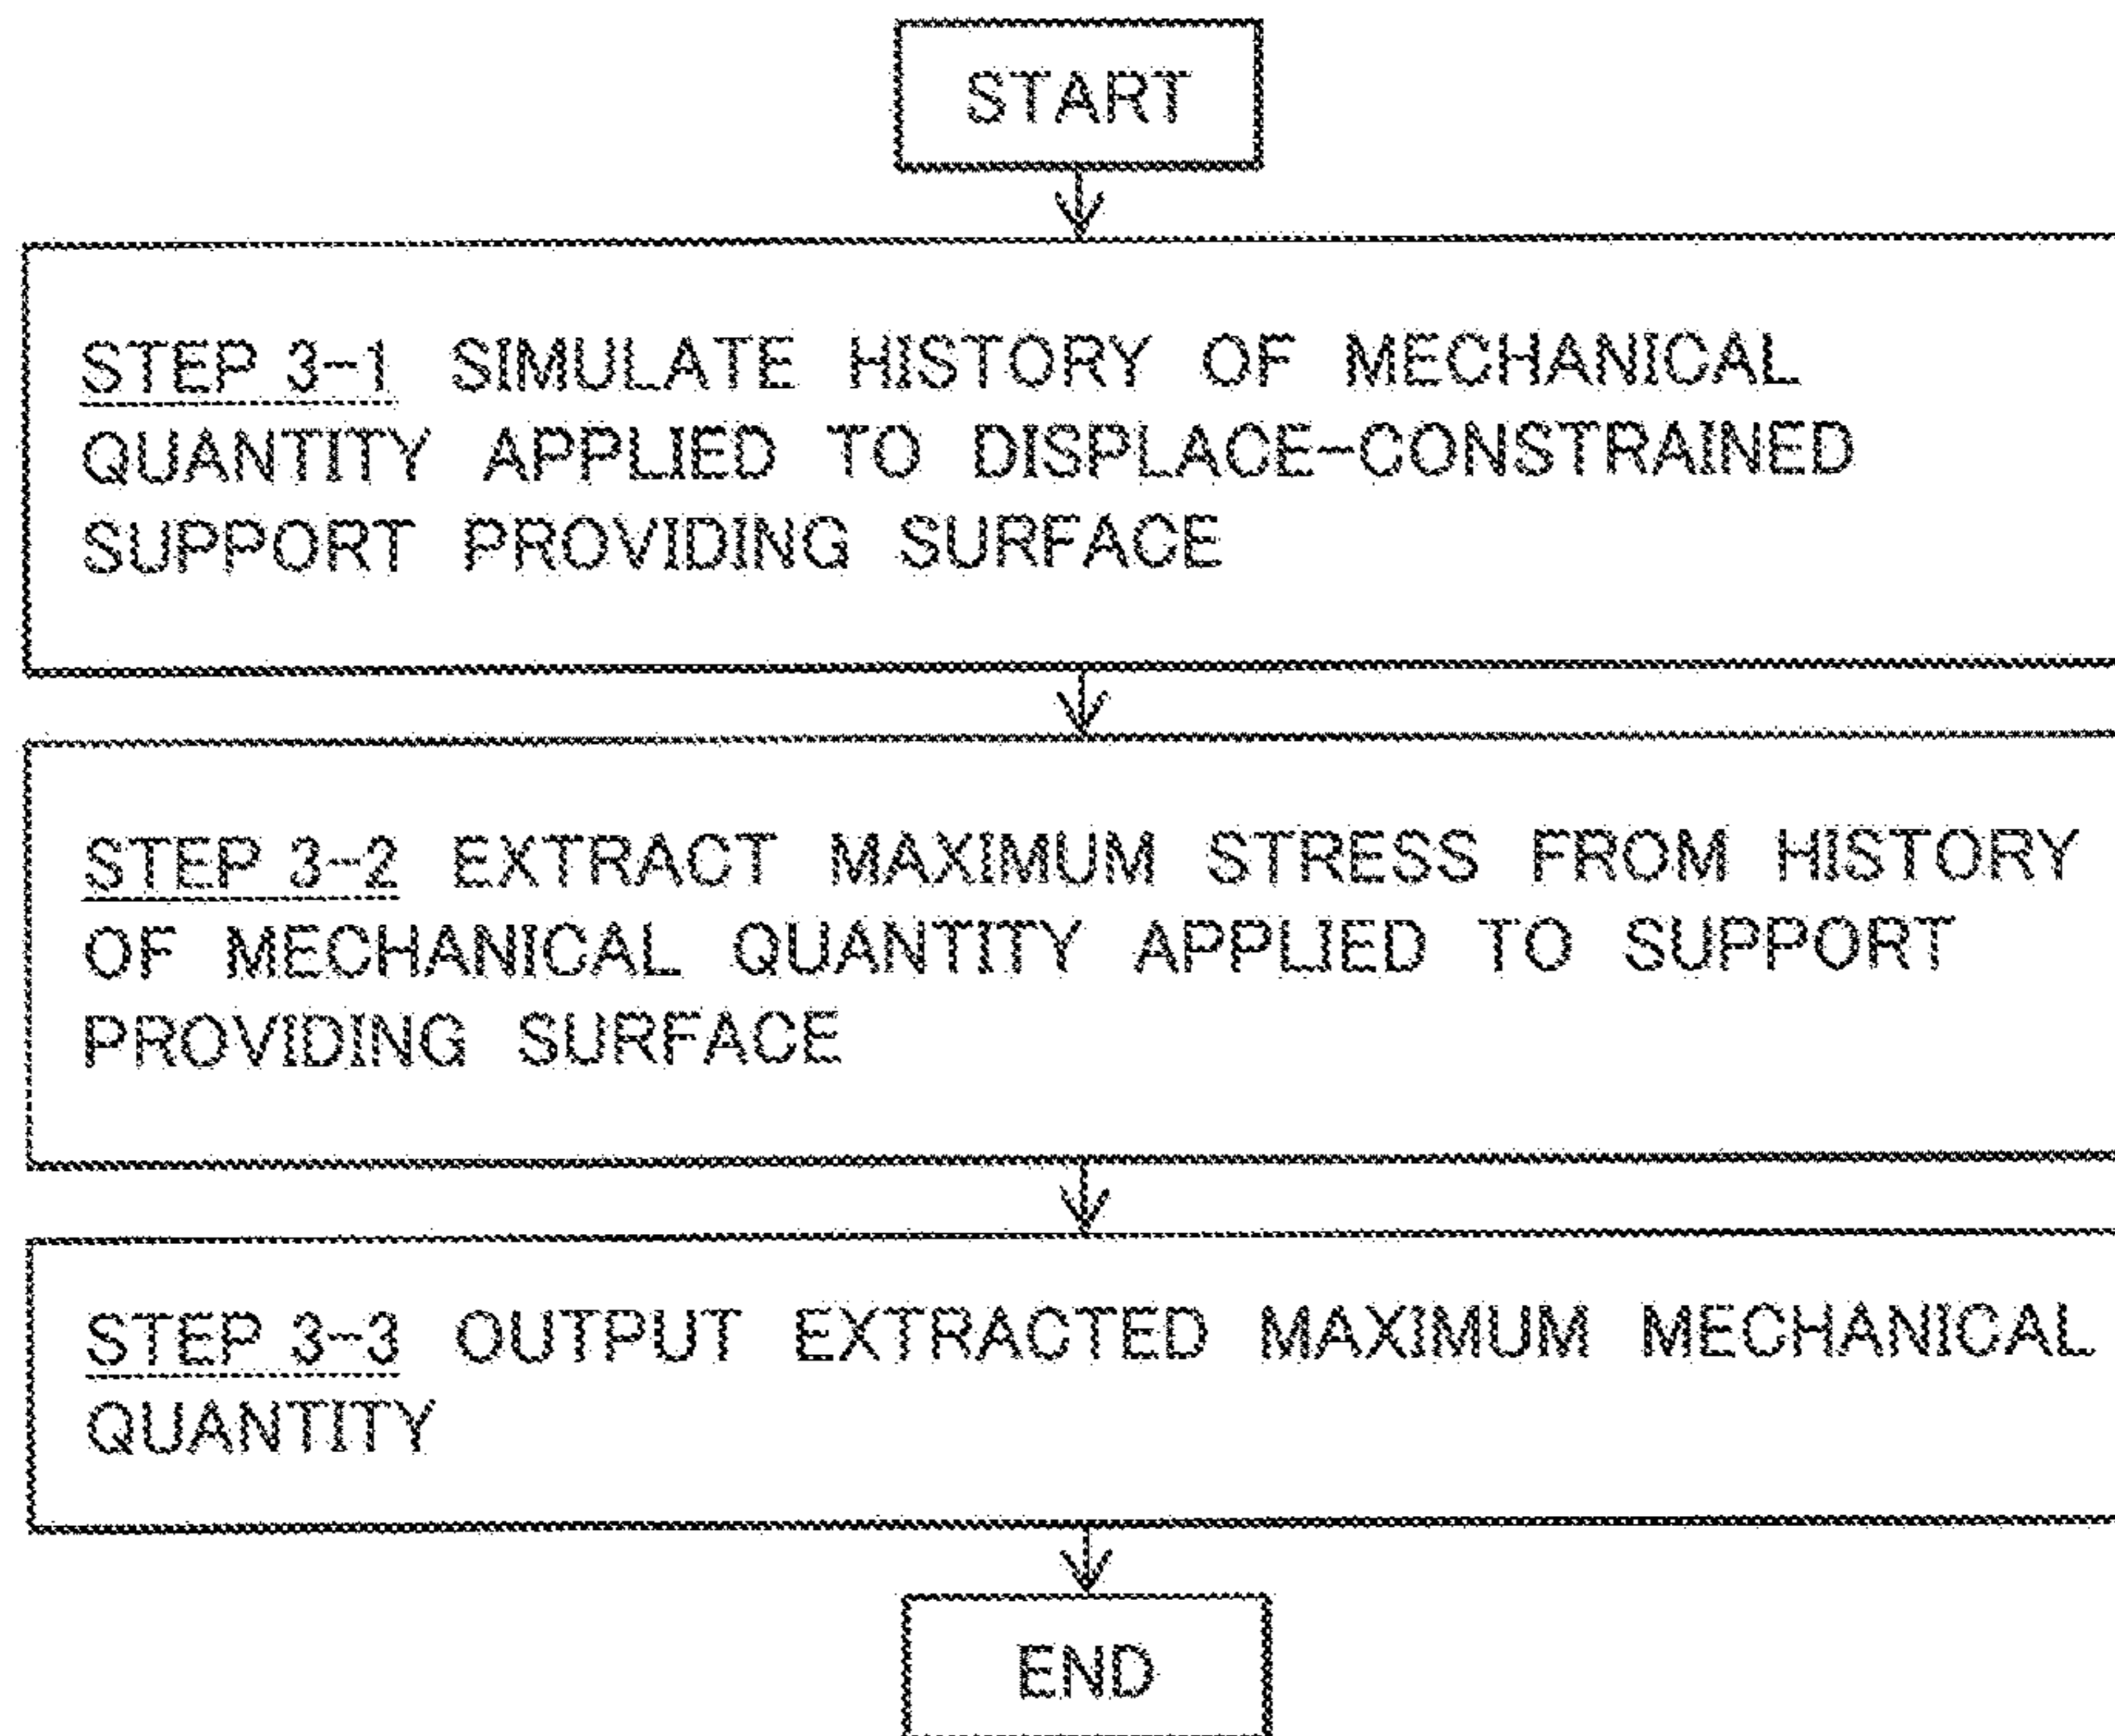 START
STEP 3-1 SIMULATE HISTORY OF MECHANICAL
QUANTITY APPLIED TO DISPLACE-CONSTRAINED
SUPPORT PROVIDING SURFACE
STEP 3-2 EXTRACT MAXIMUM STRESS FROM HISTORY
OF MECHANICAL QUANTITY APPLIED TO SUPPORT
PROVIDING SURFACE
STEP 3-3 OUTPUT EXTRACTED MAXIMUM MECHANICAL
QUANTITY
END